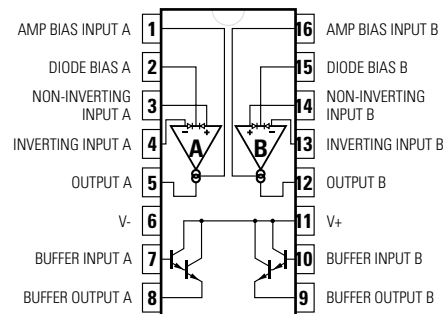 AMP BIAS INPUT A 1 16 AMP BIAS INPUT B
DIODE BIAS A 2 15 DIODE BIAS B
NON-INVERTING
INPUT A 3 14 NON-INVERTING
INPUT B
- + + -
INVERTING INPUT A 4 A B 13 INVERTING INPUT B
OUTPUT A 5 12 OUTPUT B
V- 6 11 V+
BUFFER INPUT A 7 10 BUFFER INPUT B
BUFFER OUTPUT A 8 9 BUFFER OUTPUT B